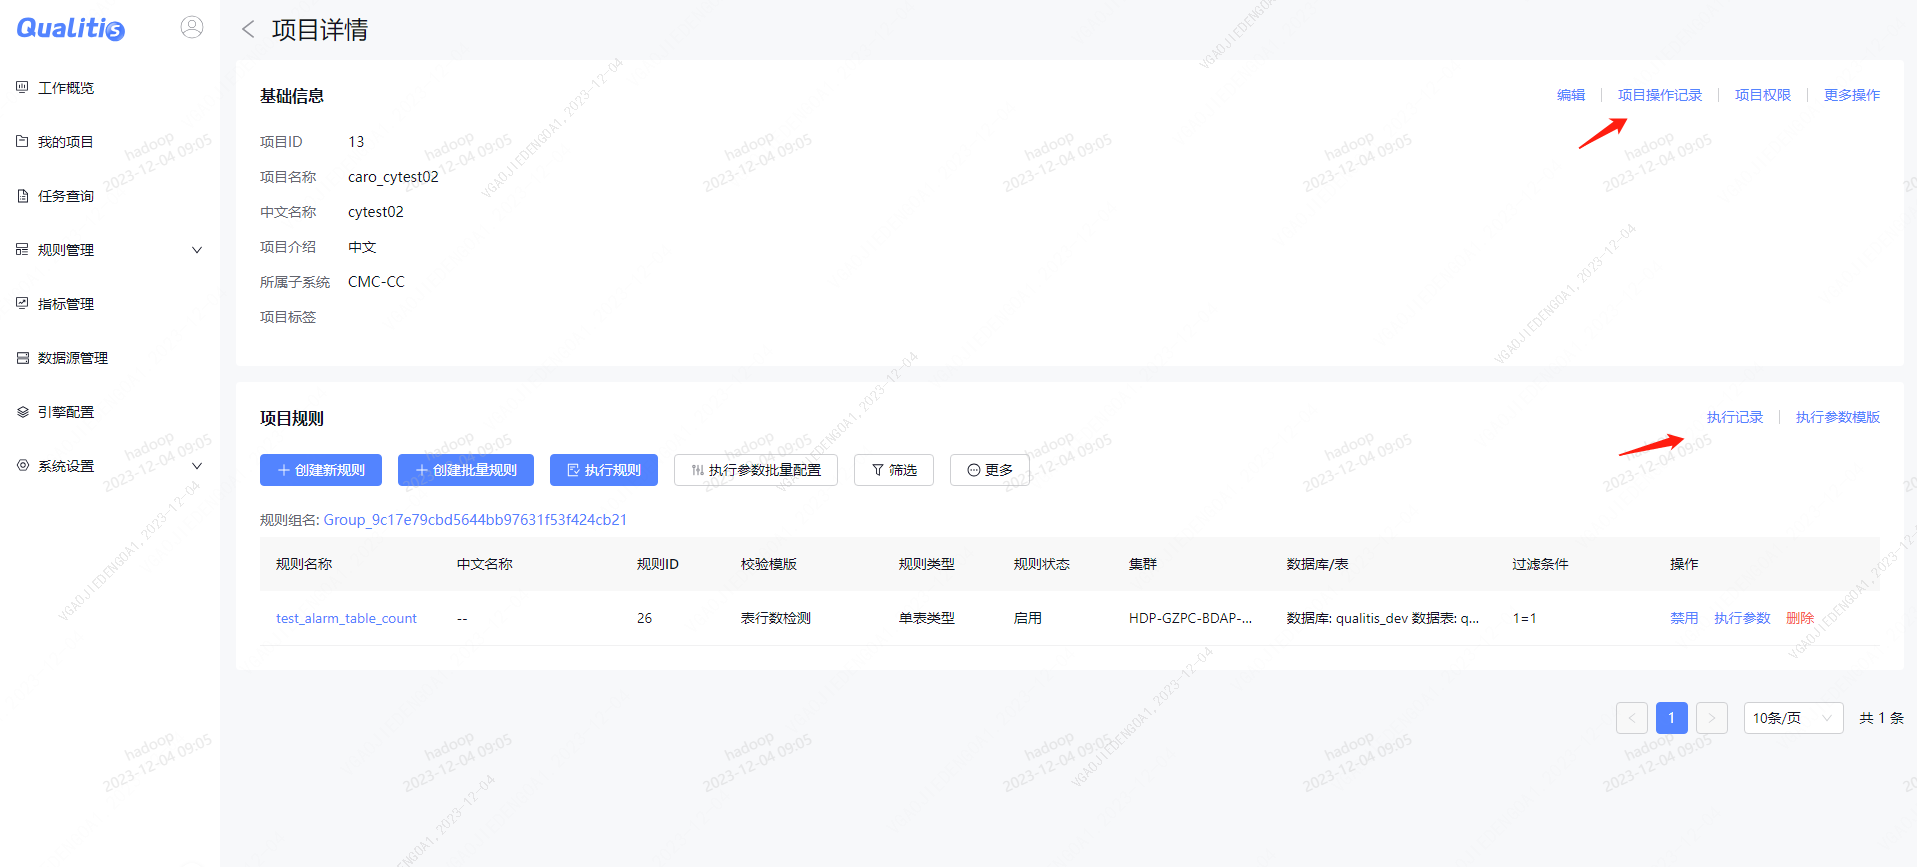 Qualitis
工作概览
我的项目
任务查询
规则管理
指标管理
数据源管理
引擎配置
系统设置
项目详情
基础信息
编辑 项目操作记录 项目权限 更多操作
项目ID 13
项目名称 caro_cytest02
中文名称 cytest02
项目介绍 中文
所属子系统 CMC-CC
项目标签
项目规则
执行记录 执行参数模版
创建新规则 创建批量规则 执行规则 执行参数批量配置 筛选 更多
规则组名: Group_9c17e79cbd5644bb97631f53f424cb21
规则名称 中文名称 规则ID 校验模版 规则类型 规则状态 集群 数据库/表 过滤条件 操作
test_alarm_table_count -- 26 表行数检测 单表类型 启用 HDP-GZPC-BDAP-... 数据库: qualitis_dev 数据表: q... 1=1 禁用 执行参数 删除
< 1 > 10条/页 共 1 条
hadoop
2023-12-04 09:05
VGAOJIEDENGOA1,2023-12-04